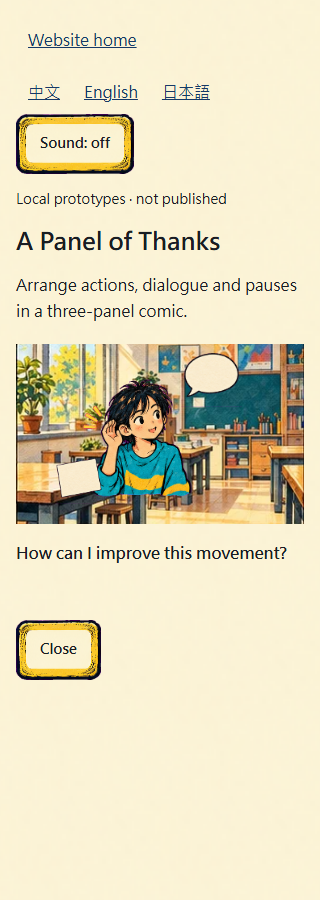 Website home
中文 English 日本語
Sound: off
Local prototypes · not published
A Panel of Thanks
Arrange actions, dialogue and pauses
in a three-panel comic.
How can I improve this movement?
Close